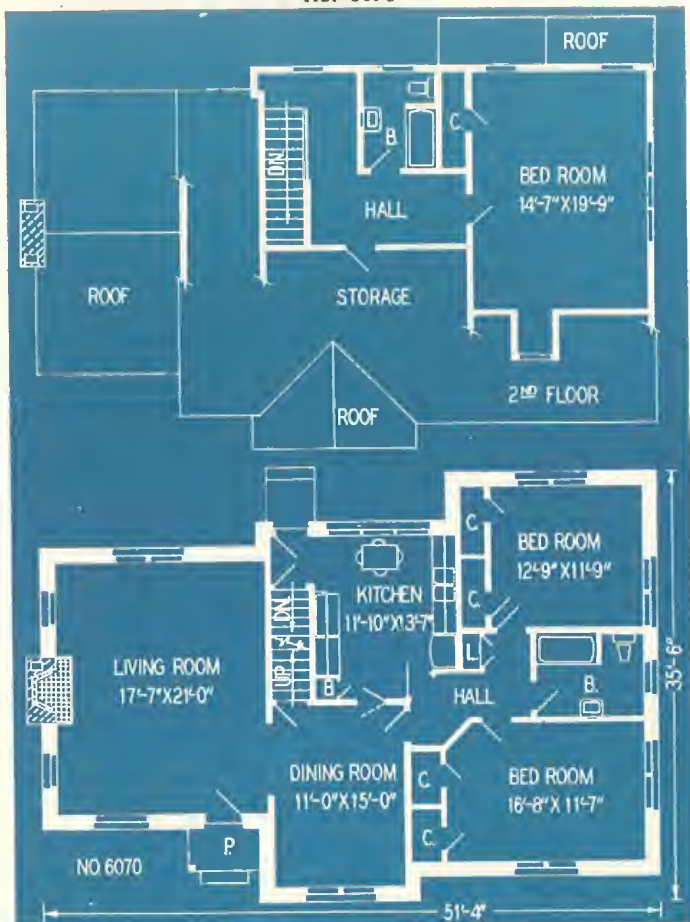 ROOF
B.
C.
DN
BED ROOM
14'-7"X19'-9"
HALL
ROOF
STORAGE
2ND FLOOR
ROOF
C.
BED ROOM
12'-9"X11'-9"
KITCHEN
11'-10"X13'-7"
C.
DN
UP
L.
LIVING ROOM
17'-7"X21'-0"
B
HALL
B.
35'-6"
DINING ROOM
11'-0"X15'-0"
C.
BED ROOM
16'-8"X11'-7"
C.
P.
NO 6070
51'-4"